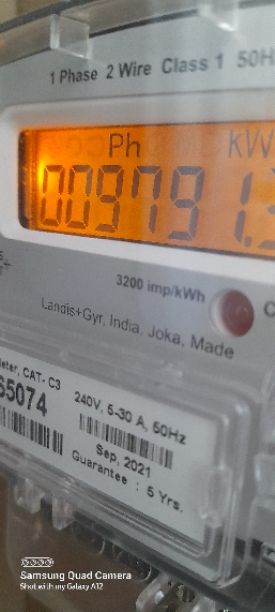 1 Phase 2 Wire Class 1 50H
Ph kW
009791.
3200 imp/kWh
Landis+Gyr, India, Joka, Made
eter, CAT- C3
5074 240V, 5-30 A, 50Hz
Sep, 2021
Guarantee : 5 Yrs.
Samsung Quad Camera
Shot with my Galaxy A12